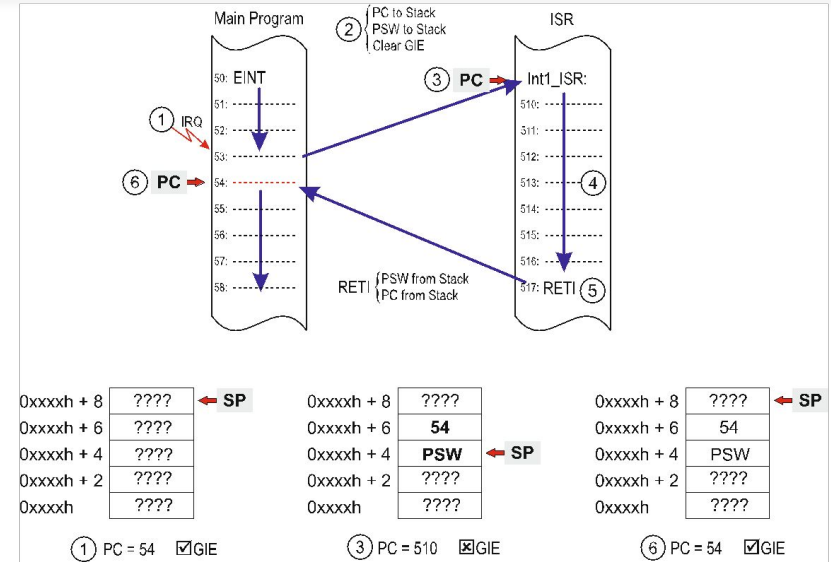 Main Program
2 PC to Stack
PSW to Stack
Clear GIE
ISR
50: EINT
51:
52:
53:
54:
55:
56:
57:
58:
1 IRQ
6 PC
3 PC
Int1_ISR:
510:
311:
512:
513: 4
514:
515:
516:
517: RETI 5
RETI PSW from Stack
PC from Stack
0xxxxh + 8 ???? SP
0xxxxh + 6 ????
0xxxxh + 4 ????
0xxxxh + 2 ????
0xxxxh ????
1 PC = 54 ☑GIE
0xxxxh + 8 ????
0xxxxh + 6 54
0xxxxh + 4 PSW SP
0xxxxh + 2 ????
0xxxxh ????
3 PC = 510 ☒GIE
0xxxxh + 8 ???? SP
0xxxxh + 6 54
0xxxxh + 4 PSW
0xxxxh + 2 ????
0xxxxh ????
6 PC = 54 ☑GIE